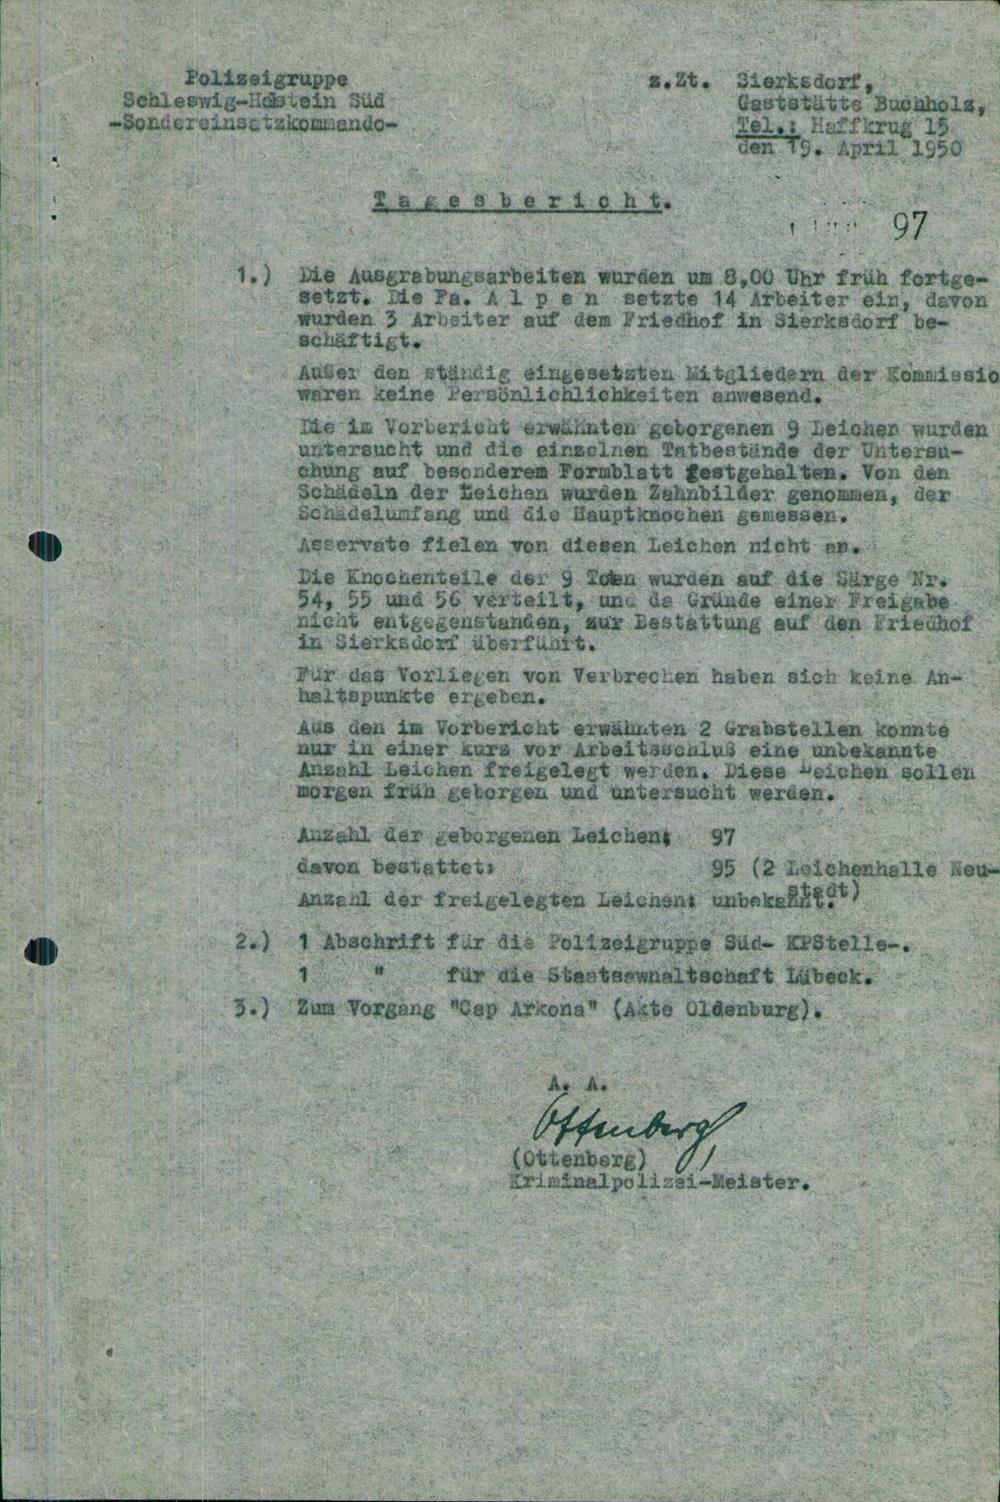 Polizeigruppe
Schleswig-Holstein Süd
-Sondereinsatzkommando-
z.Zt. Sierksdorf,
Gaststätte Buchholz,
Tel.: Haffkrug 15
den 19. April 1950
Tagesbericht.
97
1.) Die Ausgrabungsarbeiten wurden um 8,00 Uhr früh fortge-
setzt. Die Fa. A l p e n setzte 14 Arbeiter ein, davon
wurden 3 Arbeiter auf dem Friedhof in Sierksdorf be-
schäftigt.
Außer den ständig eingesetzten Mitgliedern der Kommissio
waren keine Persönlichlichkeiten anwesend.
Die im Vorbericht erwähnten geborgenen 9 Leichen wurden
untersucht und die einzelnen Tatbestände der Untersu-
chung auf besonderem Formblatt festgehalten. Von den
Schädeln der Leichen wurden Zahnbilder genommen, der
Schädelumfang und die Hauptknochen gemessen.
Asservate fielen von diesen Leichen nicht an.
Die Knochenteile der 9 Toten wurden auf die Särge Nr.
54, 55 und 56 verteilt, und da Gründe einer Freigabe
nicht entgegenstanden, zur Bestattung auf den Friedhof
in Sierksdorf überführt.
Für das Vorliegen von Verbrechen haben sich keine An-
haltspunkte ergeben.
Aus den im Vorbericht erwähnten 2 Grabstellen konnte
nur in einer kurz vor Arbeitsschluß eine unbekannte
Anzahl Leichen freigelegt werden. Diese Leichen sollen
morgen früh geborgen und untersucht werden.
Anzahl der geborgenen Leichen: 97
davon bestattet: 95 (2 Leichenhalle Neu-
stadt)
Anzahl der freigelegten Leichen: unbekannt.
2.) 1 Abschrift für die Polizeigruppe Süd- KPStelle-.
1 " für die Staatsawnaltschaft Lübeck.
3.) Zum Vorgang "Cap Arkona" (Akte Oldenburg).
A. A.
Ottenberg
(Ottenberg)
Kriminalpolizei-Meister.